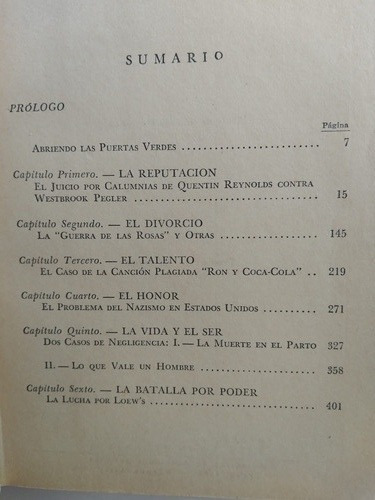 SUMARIO
PRÓLOGO
Página
ABRIENDO LAS PUERTAS VERDES ........................ 7
Capítulo Primero. — LA REPUTACION
EL JUICIO POR CALUMNIAS DE QUENTIN REYNOLDS CONTRA
WESTBROOK PEGLER .............................. 15
Capítulo Segundo. — EL DIVORCIO
LA "GUERRA DE LAS ROSAS" Y OTRAS .................. 145
Capítulo Tercero. — EL TALENTO
EL CASO DE LA CANCIÓN PLAGIADA "RON Y COCA-COLA" .. 219
Capítulo Cuarto. — EL HONOR
EL PROBLEMA DEL NAZISMO EN ESTADOS UNIDOS ......... 271
Capítulo Quinto. — LA VIDA Y EL SER
DOS CASOS DE NEGLIGENCIA: I. — LA MUERTE EN EL PARTO 327
II. — LO QUE VALE UN HOMBRE ..................... 358
Capítulo Sexto. — LA BATALLA POR PODER
LA LUCHA POR LOEW'S ............................ 401